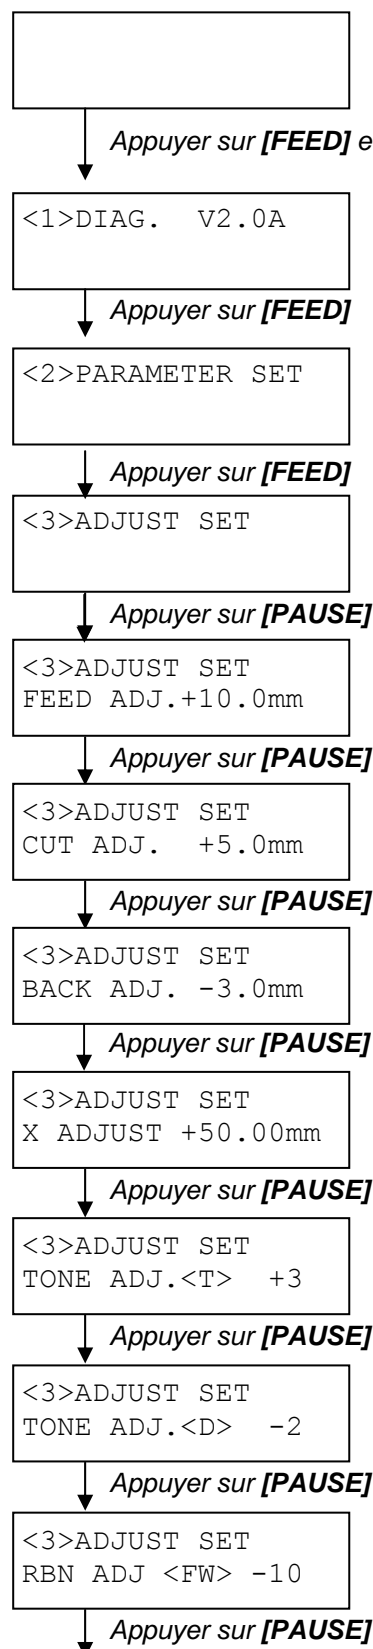 Appuyer sur [FEED] e
<1>DIAG. V2.0A
Appuyer sur [FEED]
<2>PARAMETER SET
Appuyer sur [FEED]
<3>ADJUST SET
Appuyer sur [PAUSE]
<3>ADJUST SET
FEED ADJ.+10.0mm
Appuyer sur [PAUSE]
<3>ADJUST SET
CUT ADJ. +5.0mm
Appuyer sur [PAUSE]
<3>ADJUST SET
BACK ADJ. -3.0mm
Appuyer sur [PAUSE]
<3>ADJUST SET
X ADJUST +50.00mm
Appuyer sur [PAUSE]
<3>ADJUST SET
TONE ADJ.<T> +3
Appuyer sur [PAUSE]
<3>ADJUST SET
TONE ADJ.<D> -2
Appuyer sur [PAUSE]
<3>ADJUST SET
RBN ADJ <FW> -10
Appuyer sur [PAUSE]